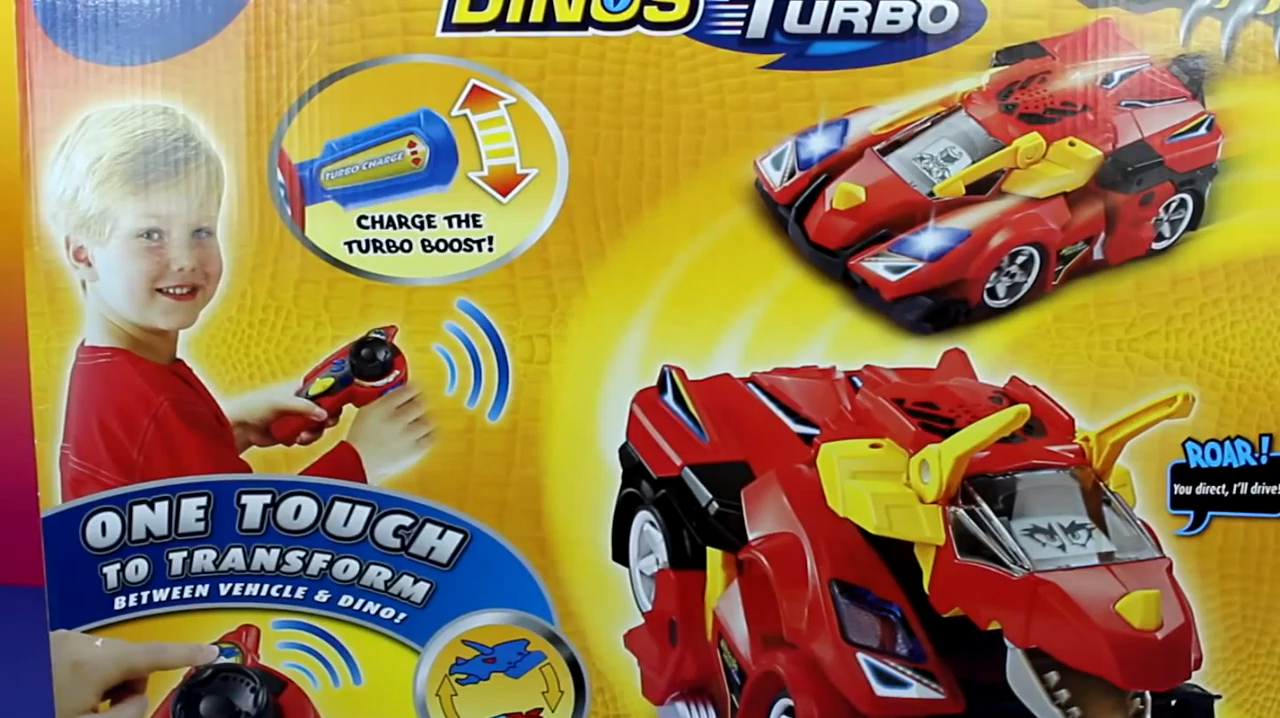 DINOS TURBO
TURBO CHARGE
CHARGE THE
TURBO BOOST!
ROAR!
You direct, I'll drive!
ONE TOUCH
TO TRANSFORM
BETWEEN VEHICLE & DINO!